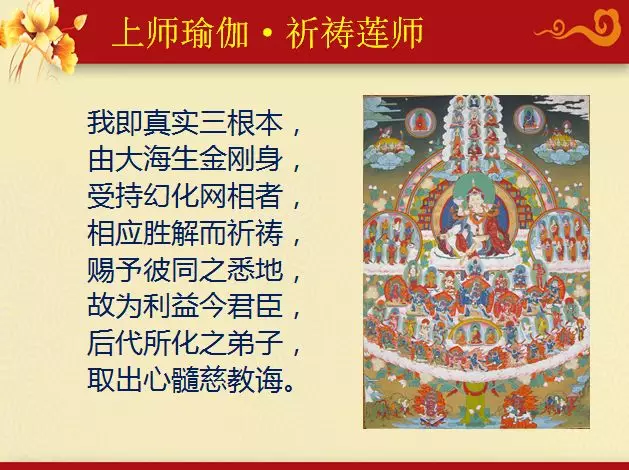 上师瑜伽·祈祷莲师
我即真实三根本，
由大海生金刚身，
受持幻化网相者，
相应胜解而祈祷，
赐予彼同之悉地，
故为利益今君臣，
后代所化之弟子，
取出心髓慈教诲。